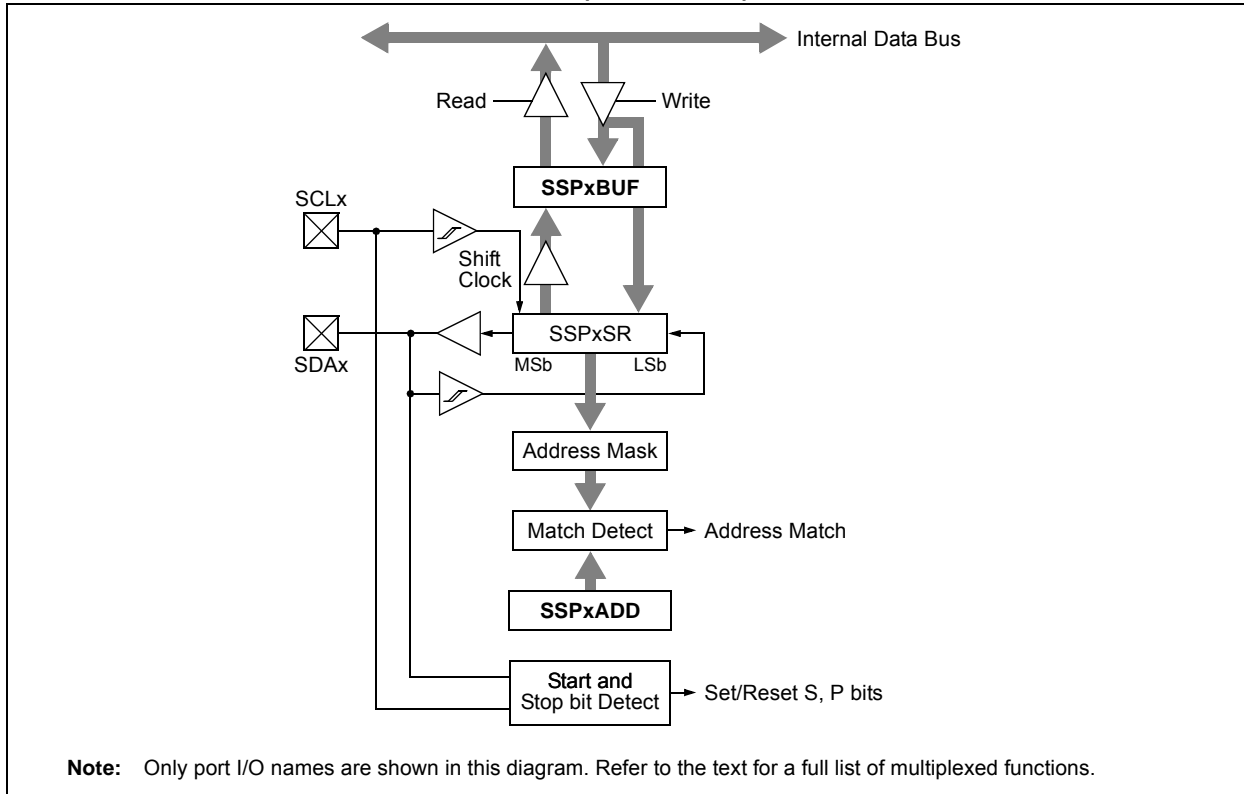 Internal Data Bus
Read
Write
SSPxBUF
SCLx
Shift
Clock
SSPxSR
MSb
LSb
SDAx
Address Mask
Match Detect
Address Match
SSPxADD
Start and
Stop bit Detect
Set/Reset S, P bits
Note: Only port I/O names are shown in this diagram. Refer to the text for a full list of multiplexed functions.